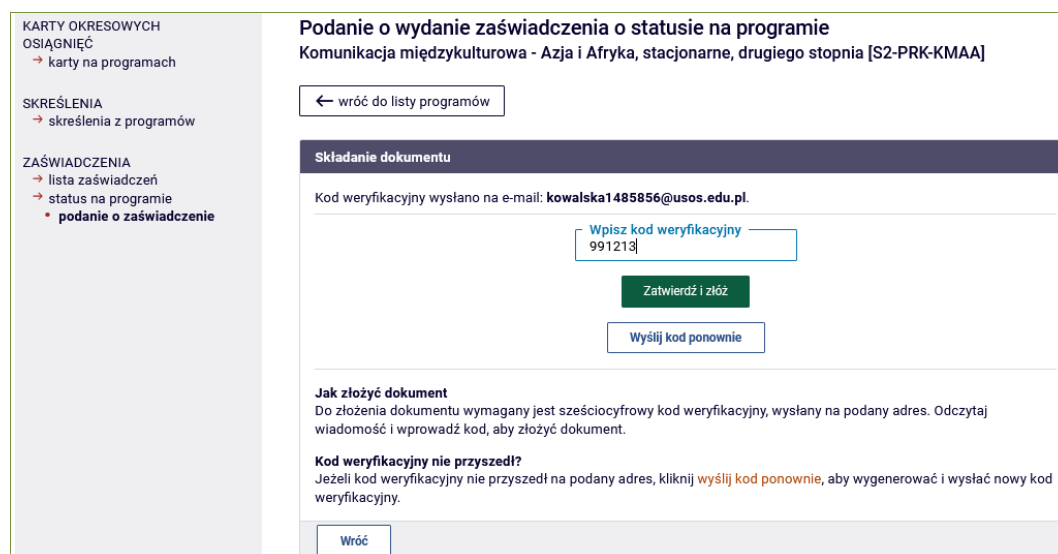 KARTY OKRESOWYCH
OSIĄGNIĘĆ
→ karty na programach
SKREŚLENIA
→ skreślenia z programów
ZAŚWIADCZENIA
→ lista zaświadczeń
→ status na programie
• podanie o zaświadczenie
Podanie o wydanie zaświadczenia o statusie na programie
Komunikacja międzykulturowa - Azja i Afryka, stacjonarne, drugiego stopnia [S2-PRK-KMAA]
← wróć do listy programów
Składanie dokumentu
Kod weryfikacyjny wysłano na e-mail: kowalska1485856@usos.edu.pl.
Wpisz kod weryfikacyjny
991213
Zatwierdź i złóż
Wyślij kod ponownie
Jak złożyć dokument
Do złożenia dokumentu wymagany jest sześciocyfrowy kod weryfikacyjny, wysłany na podany adres. Odczytaj
wiadomość i wprowadź kod, aby złożyć dokument.
Kod weryfikacyjny nie przyszedł?
Jeżeli kod weryfikacyjny nie przyszedł na podany adres, kliknij wyślij kod ponownie, aby wygenerować i wysłać nowy kod
weryfikacyjny.
Wróć